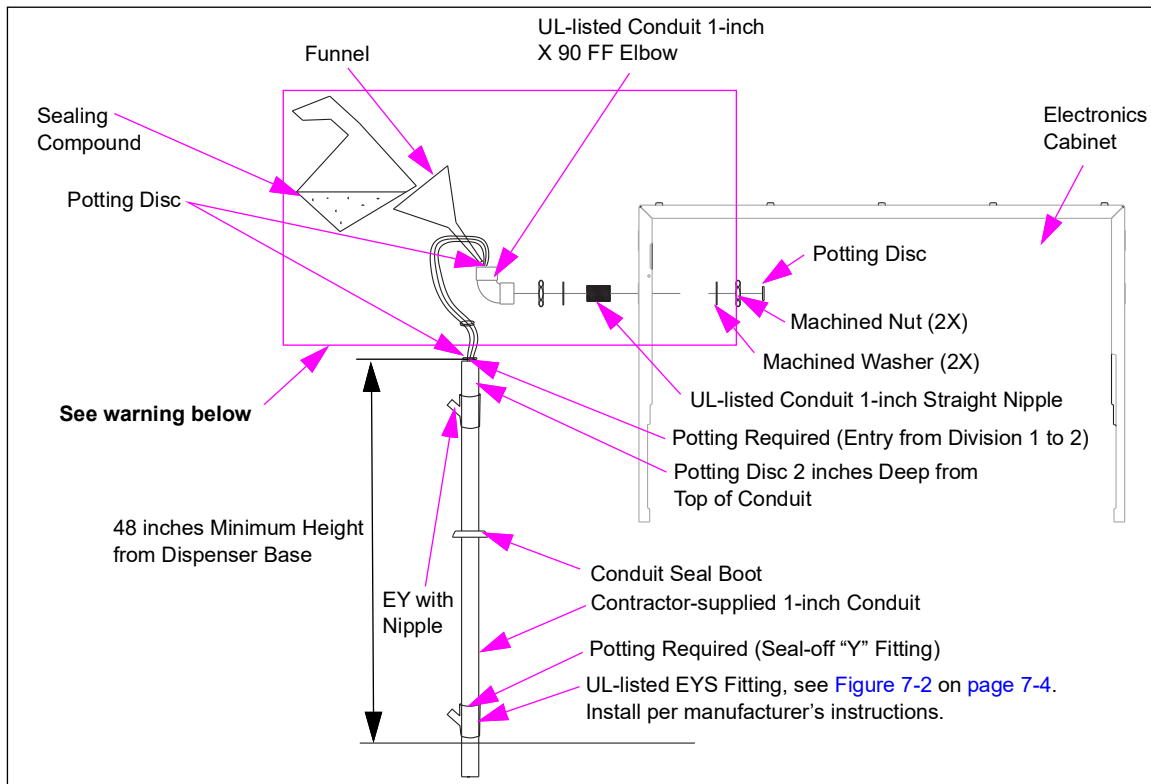 UL-listed Conduit 1-inch
X 90 FF Elbow
Funnel
Sealing
Compound
Electronics
Cabinet
Potting Disc
Potting Disc
Machined Nut (2X)
Machined Washer (2X)
See warning below
UL-listed Conduit 1-inch Straight Nipple
Potting Required (Entry from Division 1 to 2)
Potting Disc 2 inches Deep from
Top of Conduit
48 inches Minimum Height
from Dispenser Base
Conduit Seal Boot
EY with
Nipple
Contractor-supplied 1-inch Conduit
Potting Required (Seal-off “Y” Fitting)
UL-listed EYS Fitting, see Figure 7-2 on page 7-4.
Install per manufacturer’s instructions.